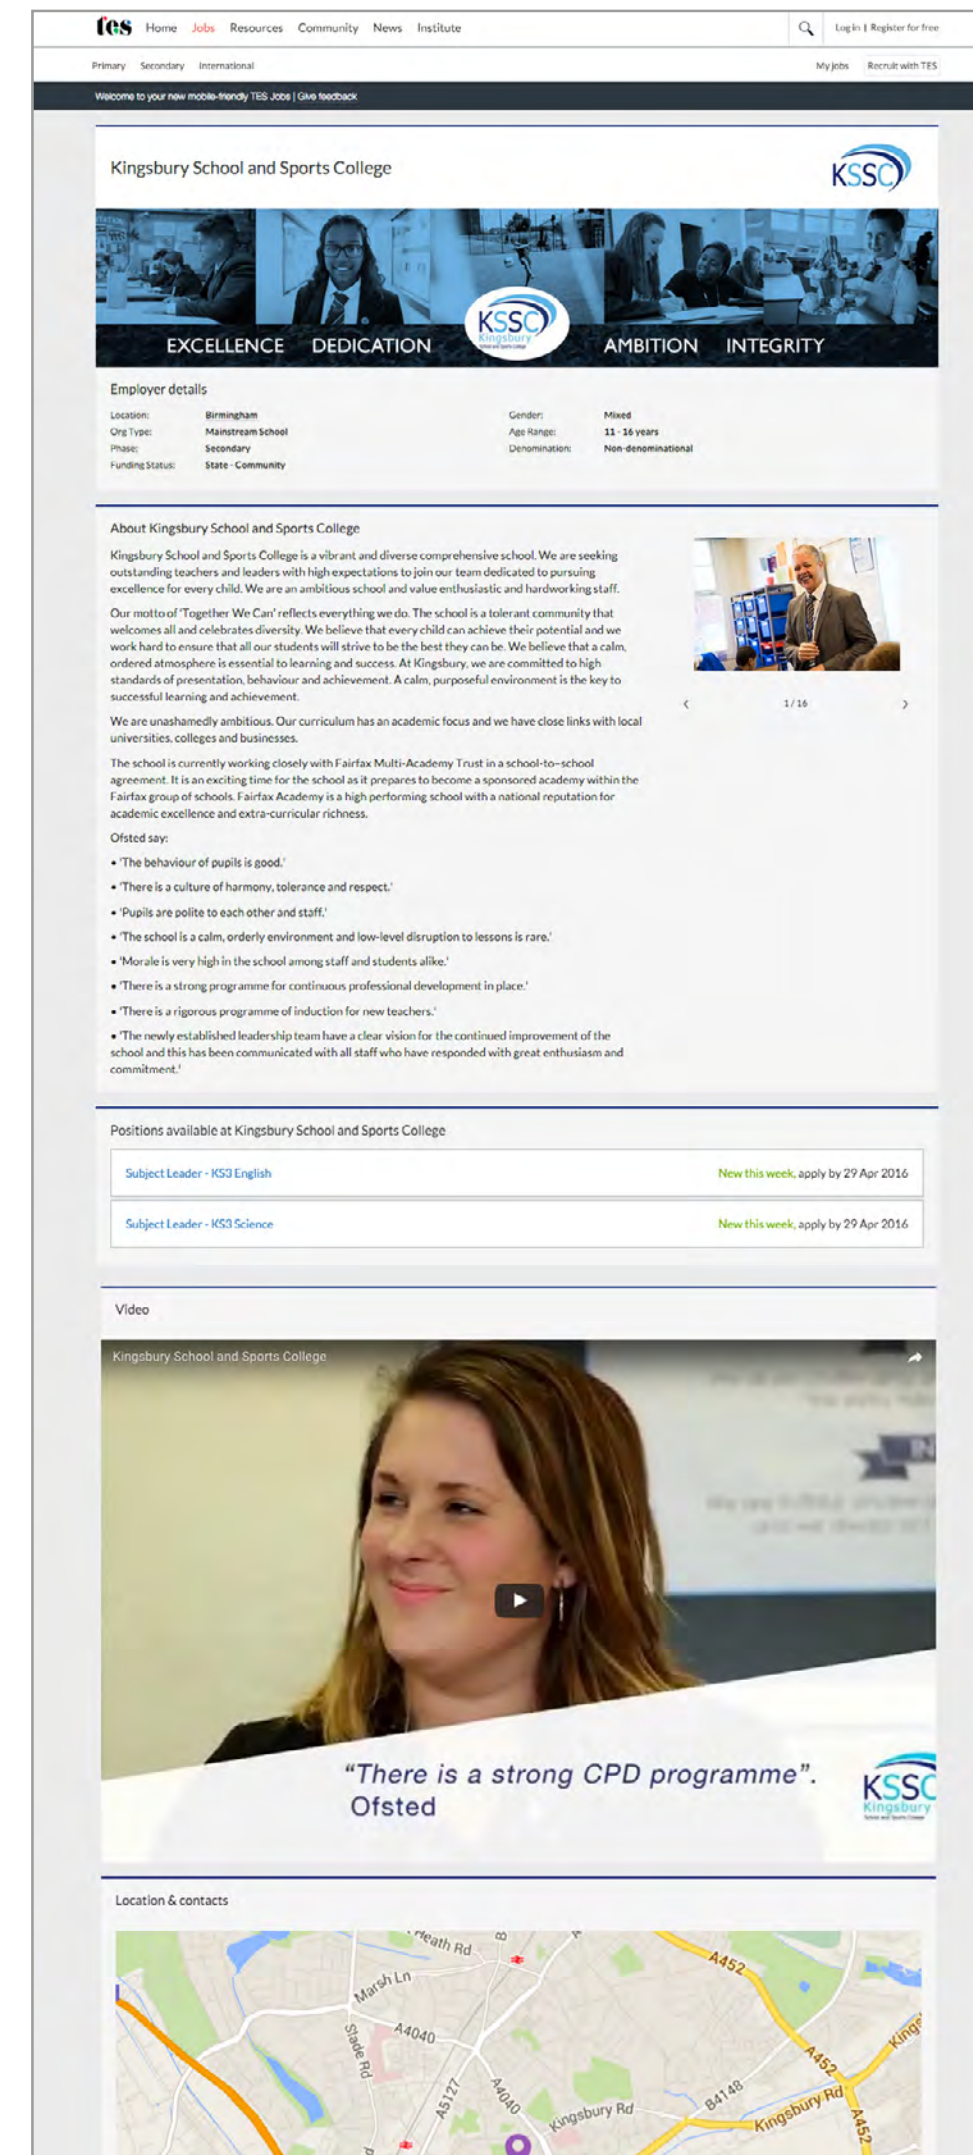 tes Home Jobs Resources Community News Institute Log in | Register for free
Primary Secondary International My jobs Recruit with TES
Welcome to your new mobile-friendly TES Jobs | Give feedback
Kingsbury School and Sports College
KSSC
KSSC
Kingsbury
School and Sports College
EXCELLENCE DEDICATION AMBITION INTEGRITY
Employer details
Location: Birmingham Gender: Mixed
Org Type: Mainstream School Age Range: 11 - 16 years
Phase: Secondary Denomination: Non-denominational
Funding Status: State - Community
About Kingsbury School and Sports College
Kingsbury School and Sports College is a vibrant and diverse comprehensive school. We are seeking
outstanding teachers and leaders with high expectations to join our team dedicated to pursuing
excellence for every child. We are an ambitious school and value enthusiastic and hardworking staff.
Our motto of 'Together We Can' reflects everything we do. The school is a tolerant community that
welcomes all and celebrates diversity. We believe that every child can achieve their potential and we
work hard to ensure that all our students will strive to be the best they can be. We believe that a calm,
ordered atmosphere is essential to learning and success. At Kingsbury, we are committed to high
standards of presentation, behaviour and achievement. A calm, purposeful environment is the key to
successful learning and achievement.
1 / 16
We are unashamedly ambitious. Our curriculum has an academic focus and we have close links with local
universities, colleges and businesses.
The school is currently working closely with Fairfax Multi-Academy Trust in a school-to-school
agreement. It is an exciting time for the school as it prepares to become a sponsored academy within the
Fairfax group of schools. Fairfax Academy is a high performing school with a national reputation for
academic excellence and extra-curricular richness.
Ofsted say:
• 'The behaviour of pupils is good.'
• 'There is a culture of harmony, tolerance and respect.'
• 'Pupils are polite to each other and staff.'
• 'The school is a calm, orderly environment and low-level disruption to lessons is rare.'
• 'Morale is very high in the school among staff and students alike.'
• 'There is a strong programme for continuous professional development in place.'
• 'There is a rigorous programme of induction for new teachers.'
• 'The newly established leadership team have a clear vision for the continued improvement of the
school and this has been communicated with all staff who have responded with great enthusiasm and
commitment.'
Positions available at Kingsbury School and Sports College
Subject Leader - KS3 English New this week, apply by 29 Apr 2016
Subject Leader - KS3 Science New this week, apply by 29 Apr 2016
Video
Kingsbury School and Sports College
IN
"There is a strong CPD programme".
Ofsted
KSSC
Kingsbury
School and Sports College
Location & contacts
Heath Rd
A452
Marsh Ln
A4040
Slade Rd
Kings
A452
A5127
A4040
B4148
Kingsbury Rd
Kingsbury Rd
A452